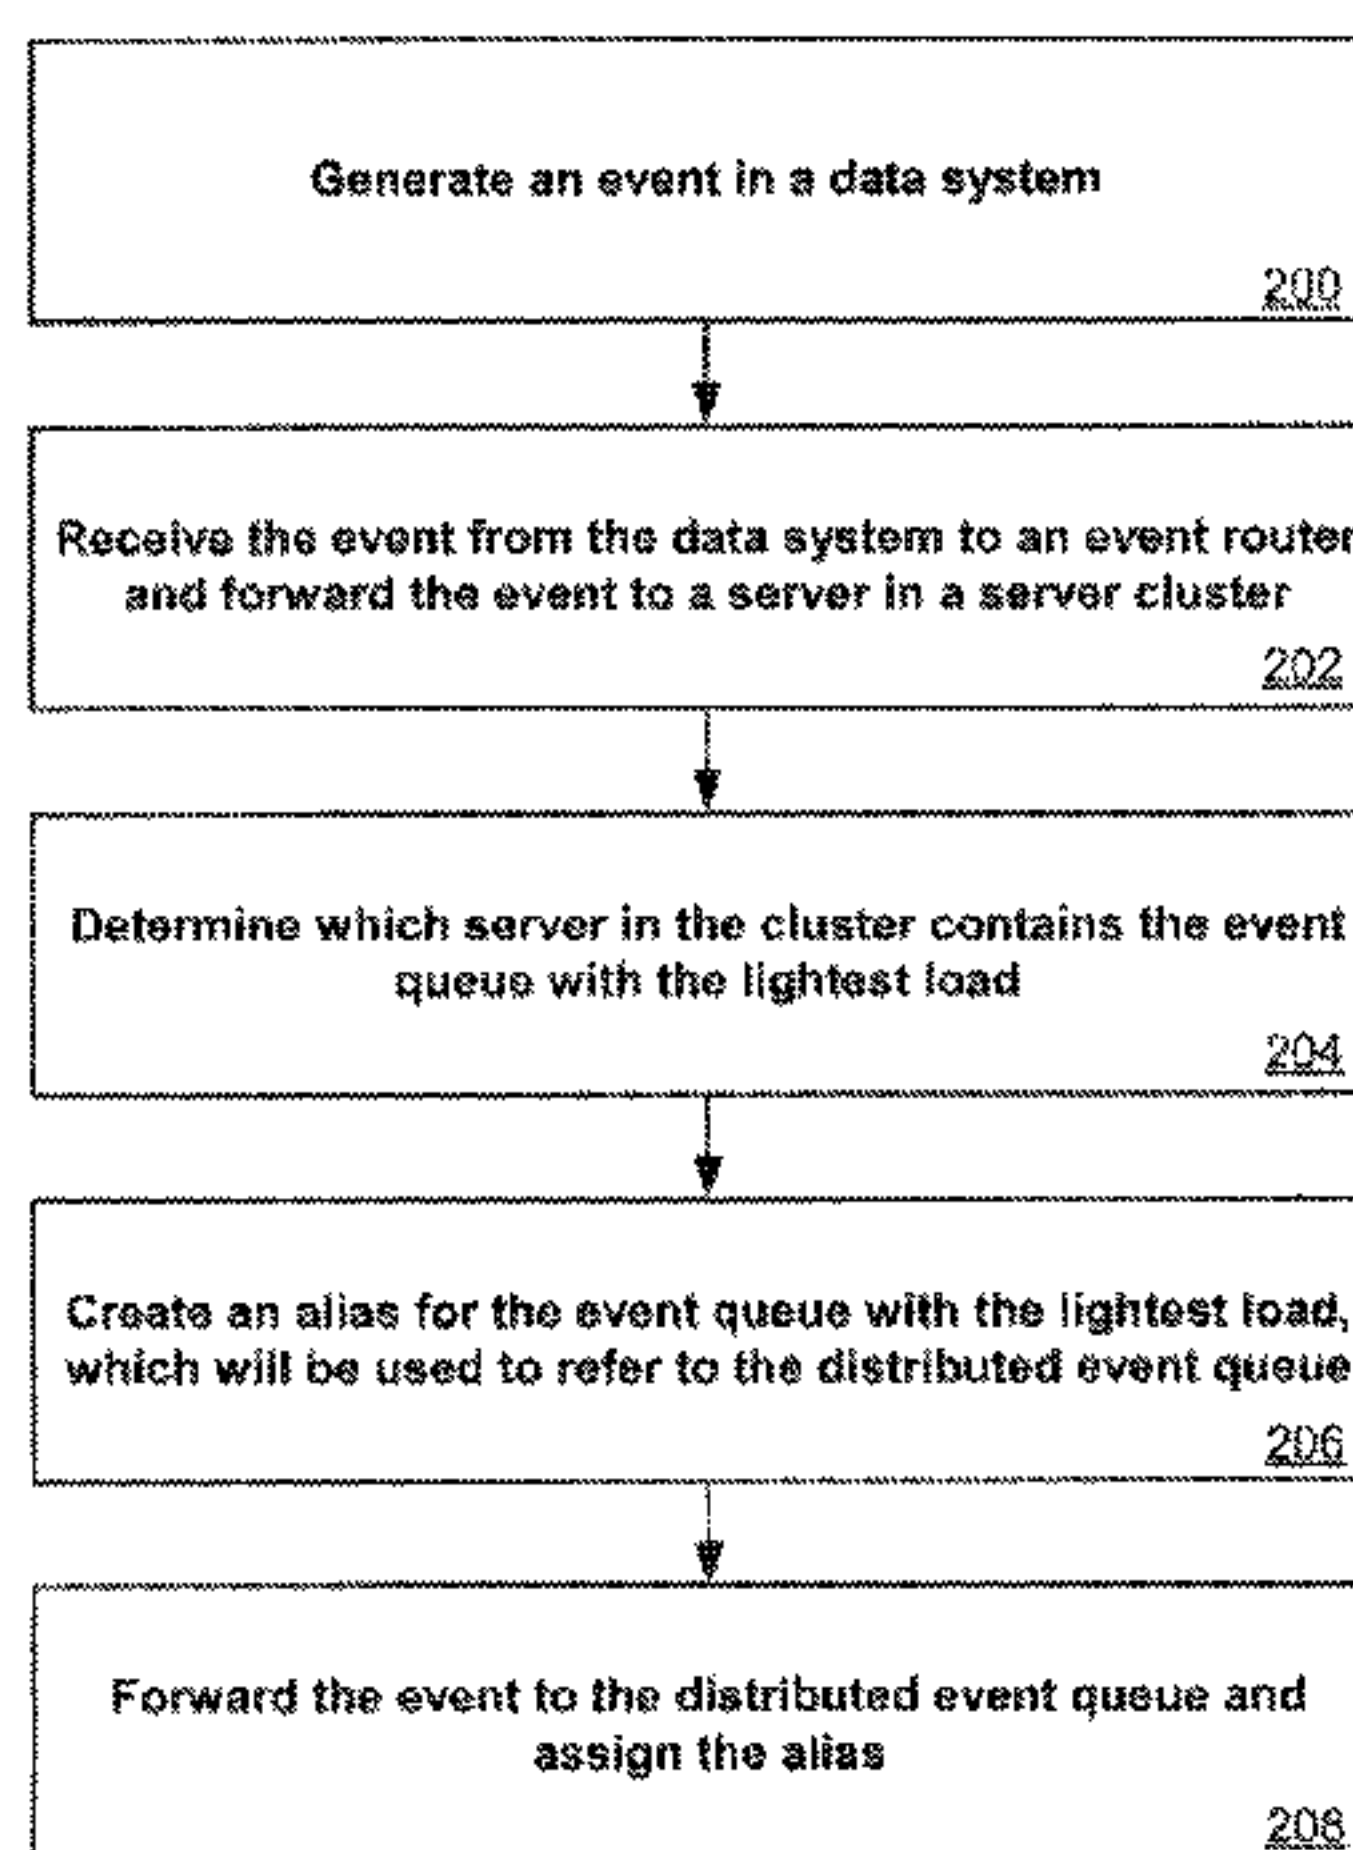 Generate an event in a data system
200
Receive the event from the data system to an event router
and forward the event to a server in a server cluster
202
Determine which server in the cluster contains the event
queue with the lightest load
204
Create an alias for the event queue with the lightest load,
which will be used to refer to the distributed event queue
206
Forward the event to the distributed event queue and
assign the alias
208